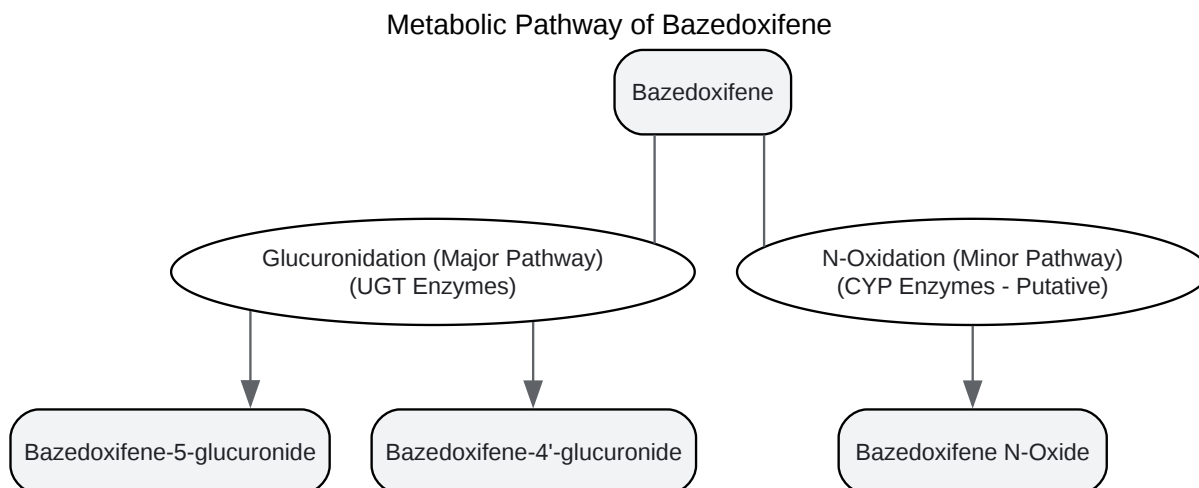 Metabolic Pathway of Bazedoxifene
Bazedoxifene
Glucuronidation (Major Pathway)
(UGT Enzymes)
N-Oxidation (Minor Pathway)
(CYP Enzymes - Putative)
Bazedoxifene-5-glucuronide
Bazedoxifene-4'-glucuronide
Bazedoxifene N-Oxide